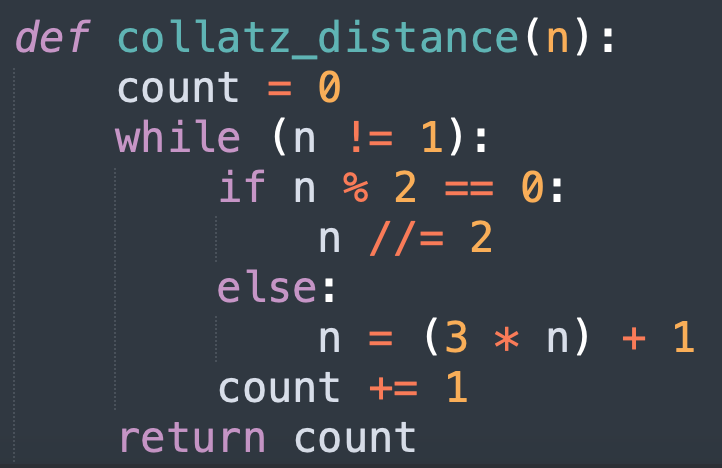 def collatz_distance(n):
    count = 0
    while (n != 1):
        if n % 2 == 0:
            n //= 2
        else:
            n = (3 * n) + 1
        count += 1
    return count